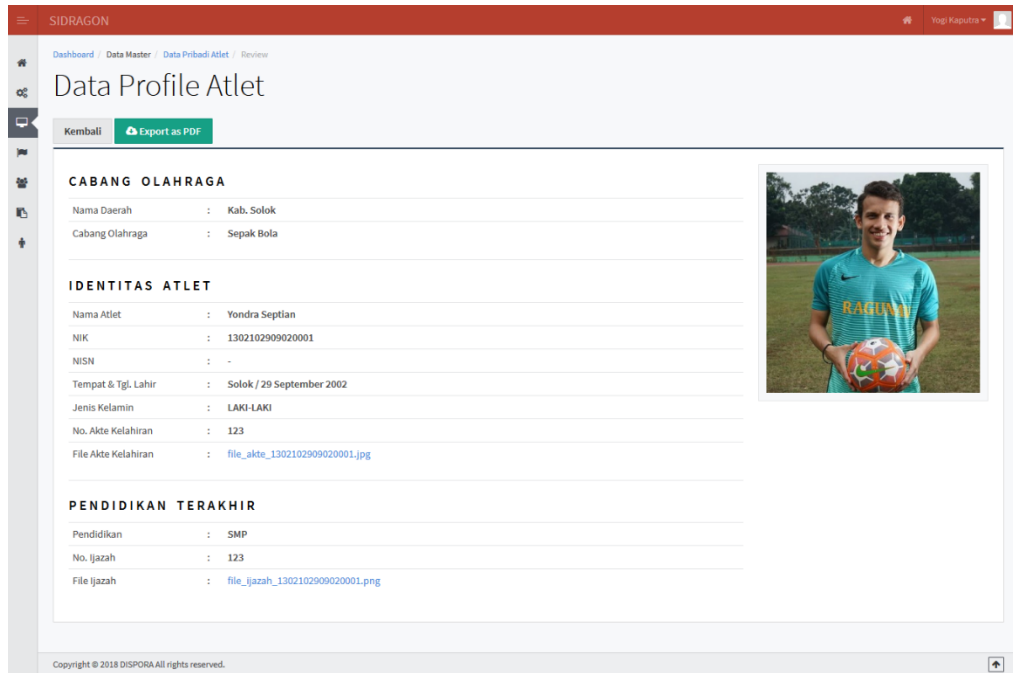 SIDRAGON
Yogi Kaputra
Dashboard / Data Master / Data Pribadi Atlet / Review
Data Profile Atlet
Kembali
Export as PDF
CABANG OLAHRAGA
Nama Daerah : Kab. Solok
Cabang Olahraga : Sepak Bola
IDENTITAS ATLET
Nama Atlet : Yondra Septian
NIK : 1302102909020001
NISN : -
Tempat & Tgl. Lahir : Solok / 29 September 2002
Jenis Kelamin : LAKI-LAKI
No. Akte Kelahiran : 123
File Akte Kelahiran : file_akte_1302102909020001.jpg
PENDIDIKAN TERAKHIR
Pendidikan : SMP
No. Ijazah : 123
File Ijazah : file_ijazah_1302102909020001.png
Copyright © 2018 DISPORA All rights reserved.